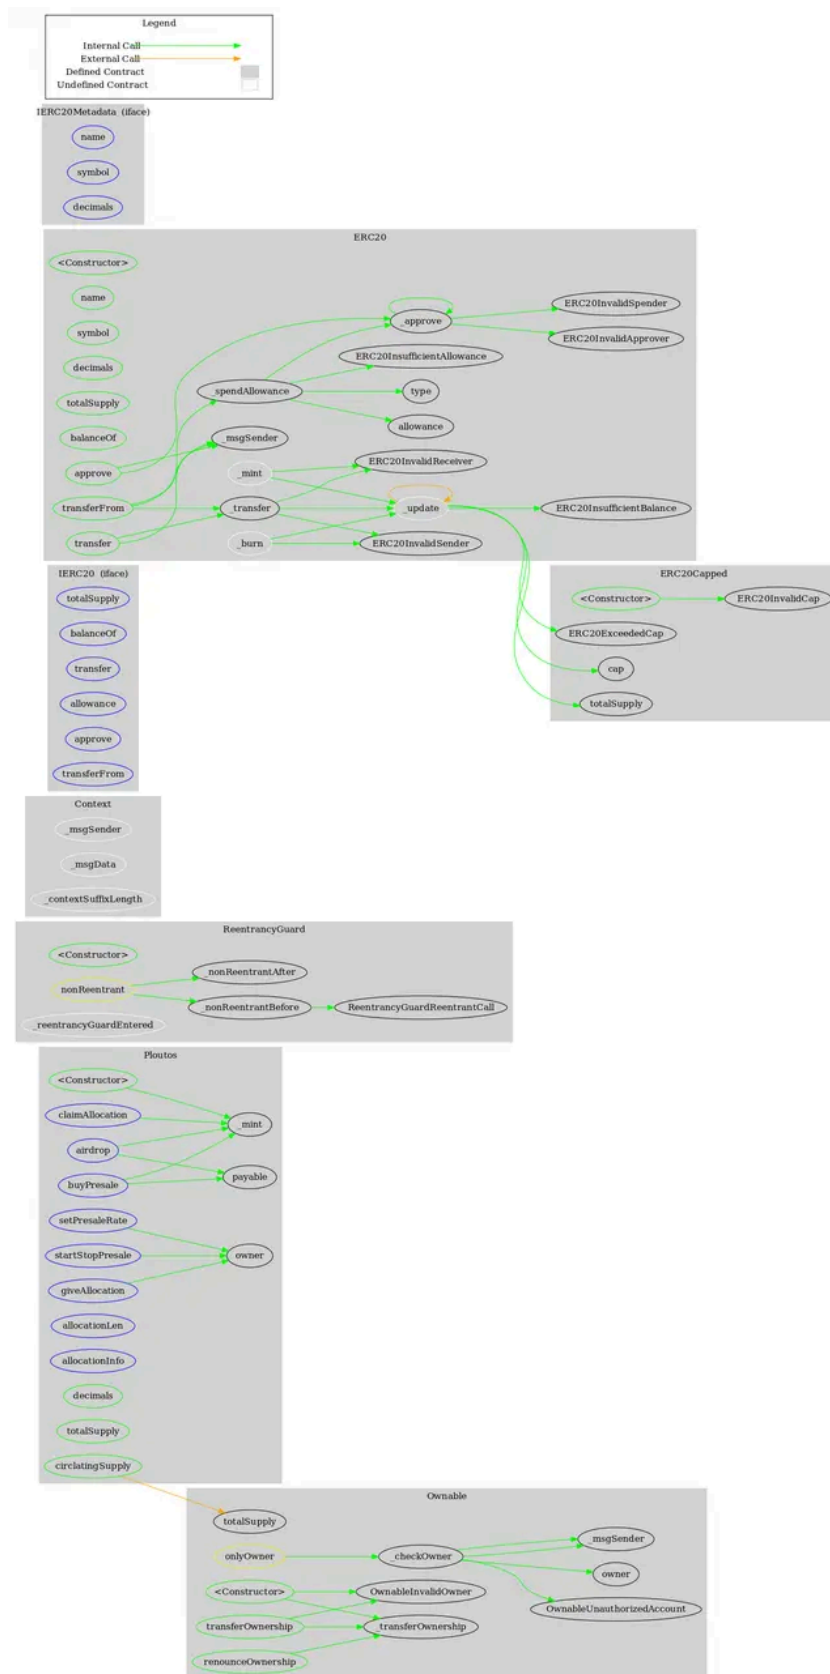 Legend
Internal Call
External Call
Defined Contract
Undefined Contract
IERC20Metadata (iface)
name
symbol
decimals
ERC20
<Constructor>
name
symbol
decimals
totalSupply
balanceOf
approve
transferFrom
transfer
_spendAllowance
_msgSender
_mint
_transfer
_burn
_approve
ERC20InsufficientAllowance
type
allowance
ERC20InvalidReceiver
_update
ERC20InvalidSender
ERC20InvalidSpender
ERC20InvalidApprover
ERC20InsufficientBalance
IERC20 (iface)
totalSupply
balanceOf
transfer
allowance
approve
transferFrom
ERC20Capped
<Constructor>
ERC20InvalidCap
ERC20ExceededCap
cap
totalSupply
Context
_msgSender
_msgData
_contextSuffixLength
ReentrancyGuard
<Constructor>
nonReentrant
_reentrancyGuardEntered
_nonReentrantAfter
_nonReentrantBefore
ReentrancyGuardReentrantCall
Ploutos
<Constructor>
claimAllocation
airdrop
buyPresale
setPresaleRate
startStopPresale
giveAllocation
allocationLen
allocationInfo
decimals
totalSupply
circlatingSupply
_mint
payable
owner
Ownable
totalSupply
onlyOwner
<Constructor>
transferOwnership
renounceOwnership
_checkOwner
OwnableInvalidOwner
_transferOwnership
_msgSender
owner
OwnableUnauthorizedAccount